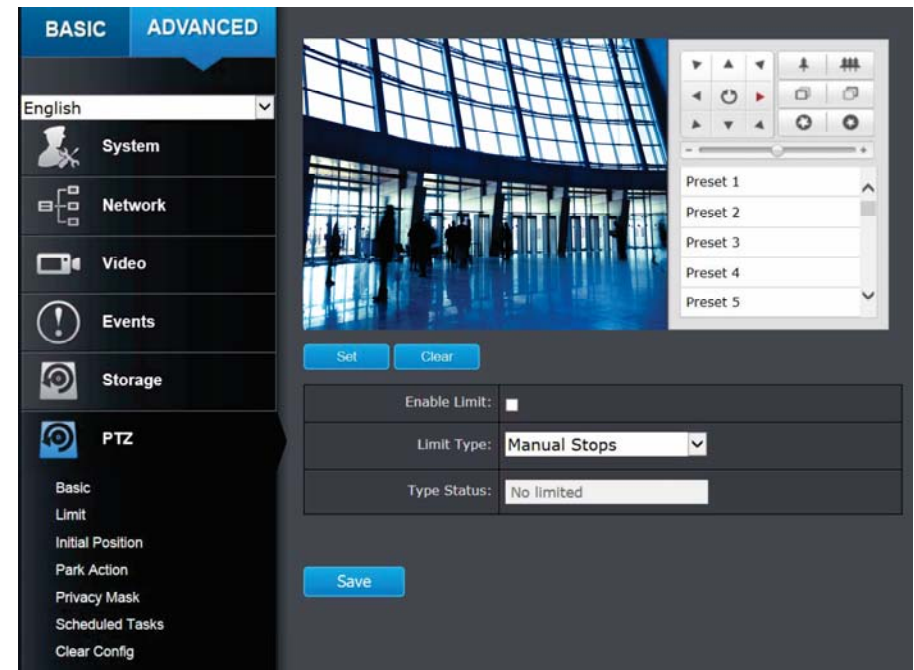 BASIC
ADVANCED
English
System
Network
Video
Events
Storage
PTZ
Basic
Limit
Initial Position
Park Action
Privacy Mask
Scheduled Tasks
Clear Config
Preset 1
Preset 2
Preset 3
Preset 4
Preset 5
Set
Clear
Enable Limit:
Limit Type: Manual Stops
Type Status: No limited
Save